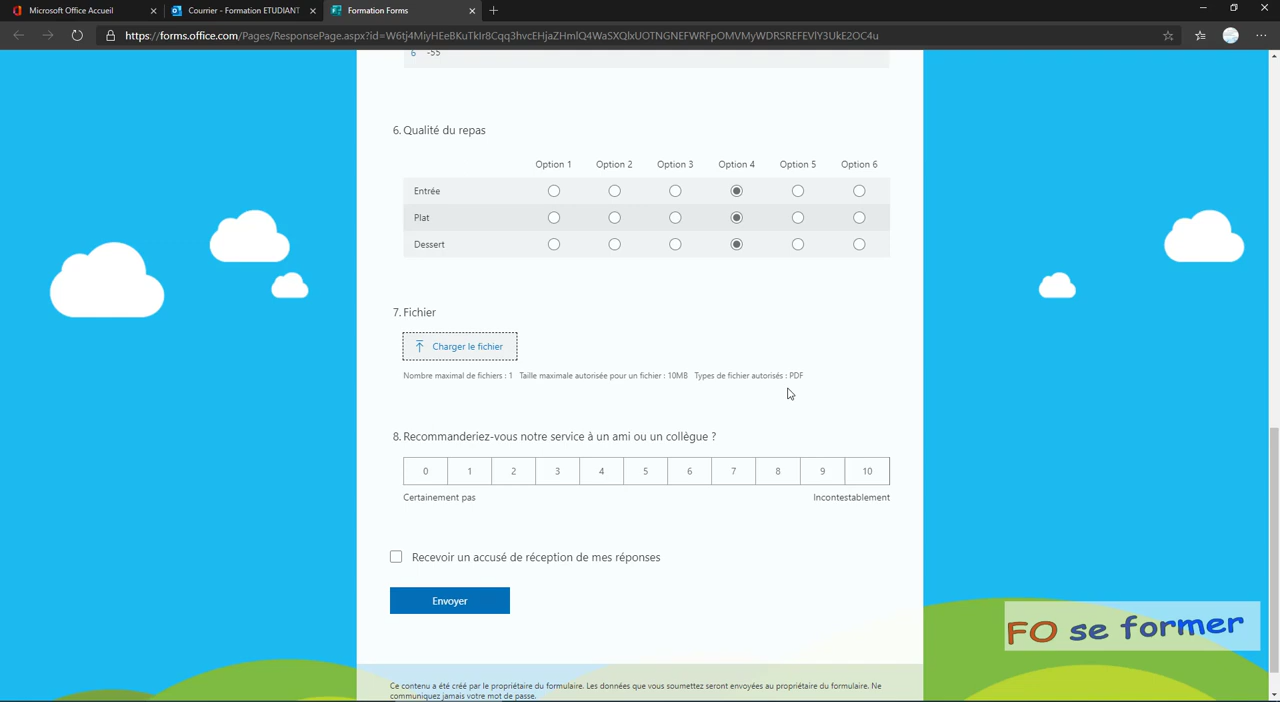 Microsoft Office Accueil
Courrier - Formation ETUDIANT
Formation Forms
https://forms.office.com/Pages/ResponsePage.aspx?id=W6tj4MiyHEeBKuTkIr8Cqq3hvcEHjaZHmlQ4WaSXQlxUOTNGNEFWRFpOMVMyWDRSREFEVlY3UkE2OC4u
6 -55
6. Qualité du repas
Option 1 Option 2 Option 3 Option 4 Option 5 Option 6
Entrée
Plat
Dessert
7. Fichier
Charger le fichier
Nombre maximal de fichiers : 1 Taille maximale autorisée pour un fichier : 10MB Types de fichier autorisés : PDF
8. Recommanderiez-vous notre service à un ami ou un collègue ?
0 1 2 3 4 5 6 7 8 9 10
Certainement pas Incontestablement
Recevoir un accusé de réception de mes réponses
Envoyer
FO se former
Ce contenu a été créé par le propriétaire du formulaire. Les données que vous soumettez seront envoyées au propriétaire du formulaire. Ne
communiquez jamais votre mot de passe.